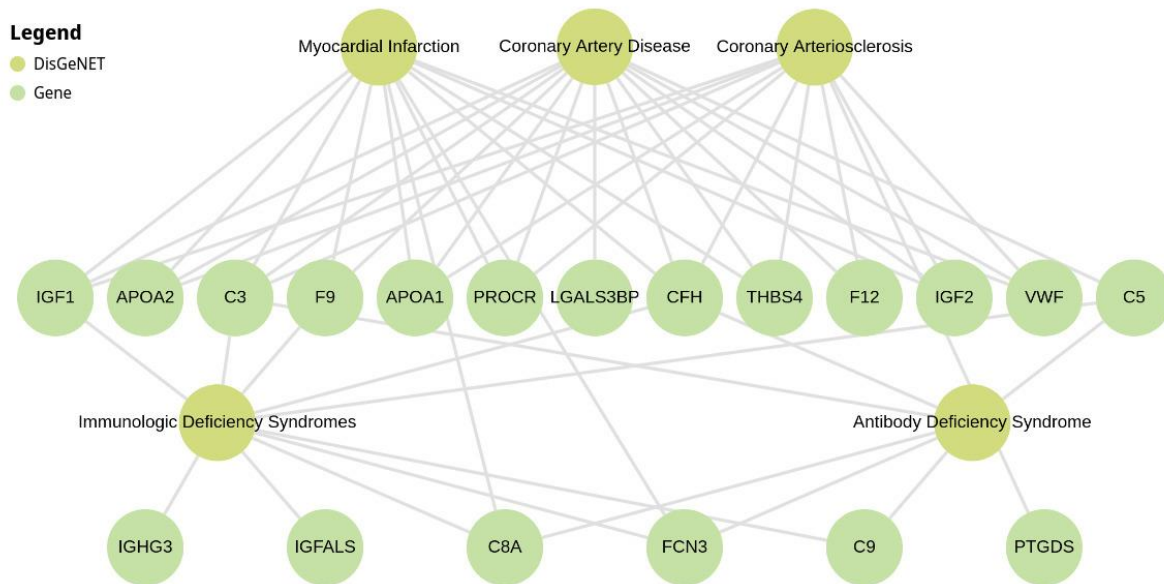 Legend
DisGeNET
Gene
Myocardial Infarction
Coronary Artery Disease
Coronary Arteriosclerosis
IGF1
APOA2
C3
F9
APOA1
PROCR
LGALS3BP
CFH
THBS4
F12
IGF2
VWF
C5
Immunologic Deficiency Syndromes
Antibody Deficiency Syndrome
IGHG3
IGFALS
C8A
FCN3
C9
PTGDS